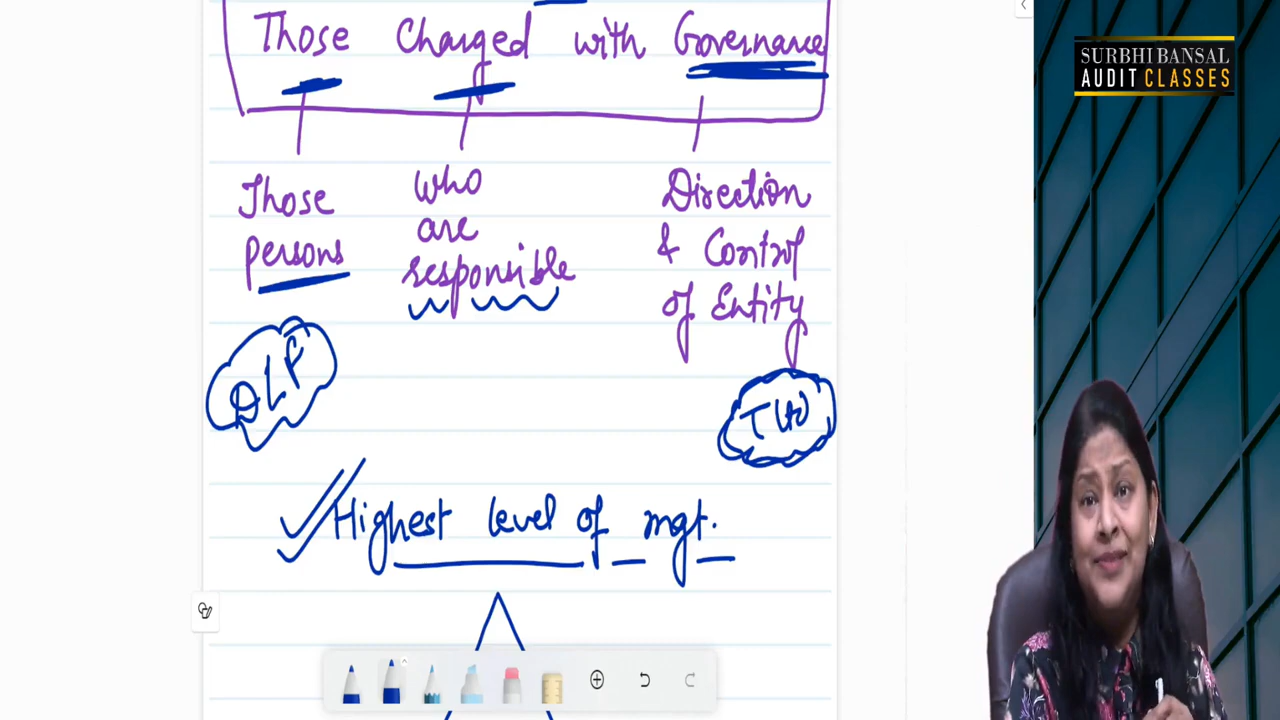 Those Charged with Governance
Those persons
who are responsible
Direction & Control of Entity
DLF
Highest level of mgt.
SURBHI BANSAL
AUDIT CLASSES